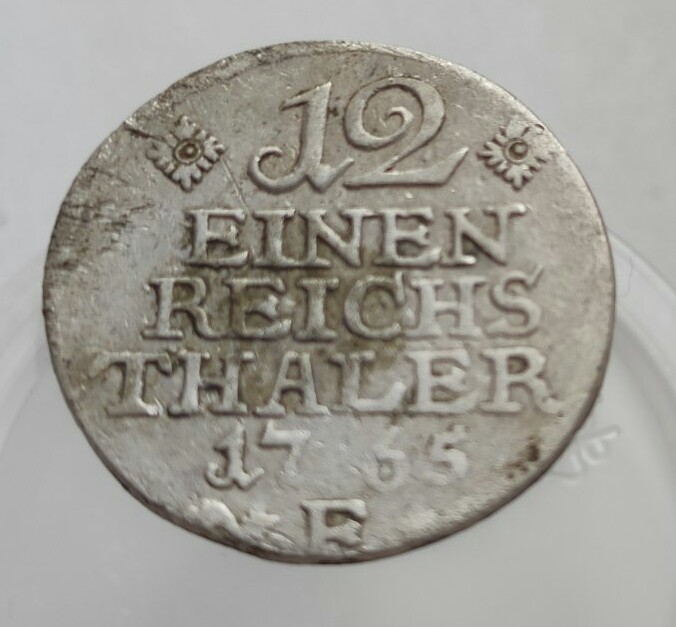 12
EINEN
REICHS
THALER
1765
F